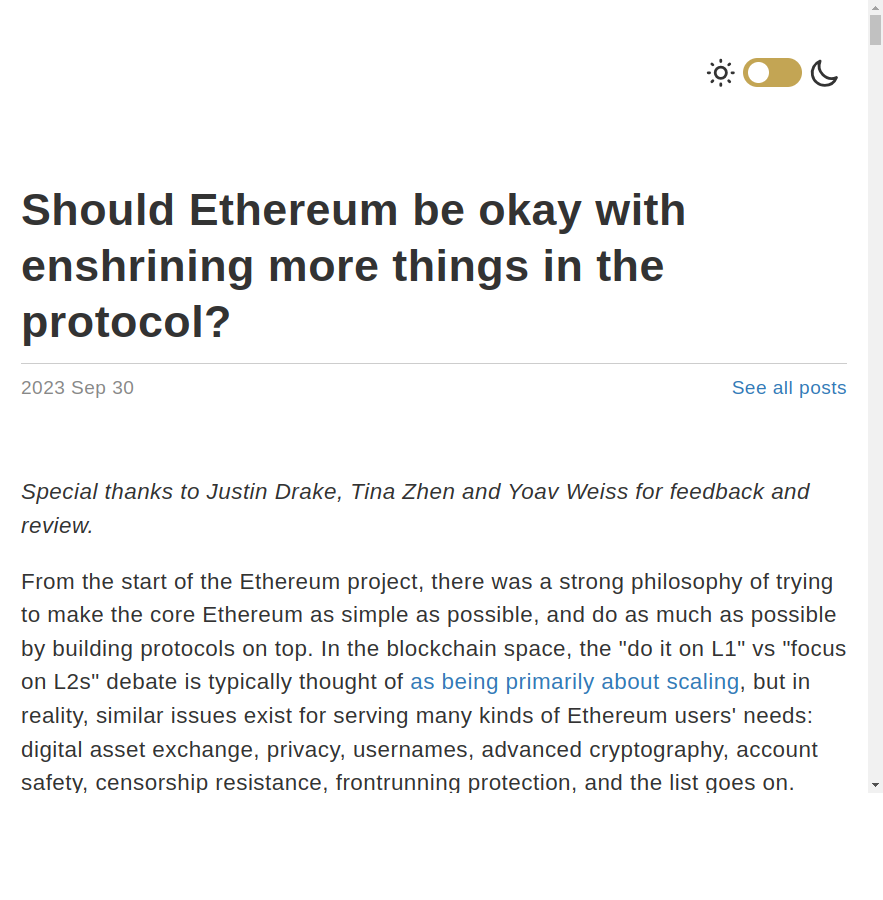 Should Ethereum be okay with
enshrining more things in the
protocol?
2023 Sep 30
See all posts
Special thanks to Justin Drake, Tina Zhen and Yoav Weiss for feedback and
review.
From the start of the Ethereum project, there was a strong philosophy of trying
to make the core Ethereum as simple as possible, and do as much as possible
by building protocols on top. In the blockchain space, the "do it on L1" vs "focus
on L2s" debate is typically thought of as being primarily about scaling, but in
reality, similar issues exist for serving many kinds of Ethereum users' needs:
digital asset exchange, privacy, usernames, advanced cryptography, account
safety, censorship resistance, frontrunning protection, and the list goes on.